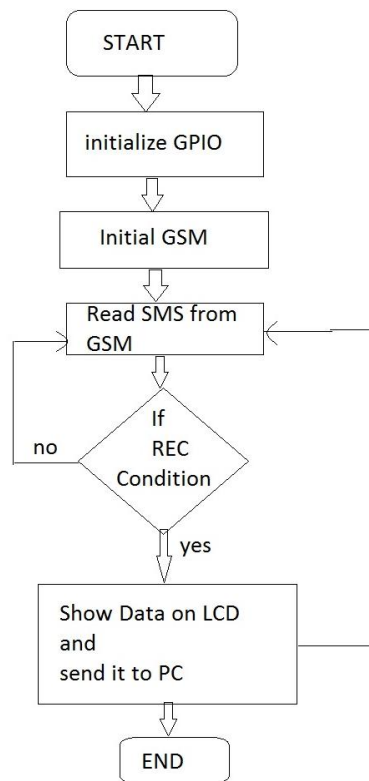 START
initialize GPIO
Initial GSM
Read SMS from
GSM
If
REC
Condition
no
yes
Show Data on LCD
and
send it to PC
END